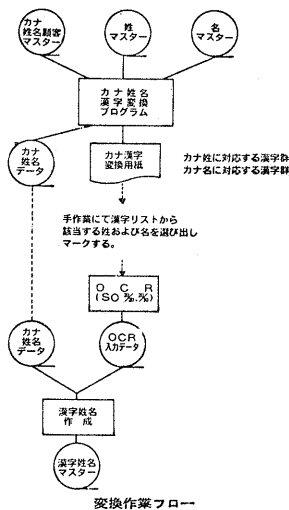 カナ
姓名顧客
マスター
姓
マスター
名
マスター
カナ姓名
漢字変換
プログラム
カナ
姓名
データ
カナ漢字
変換用紙
カナ姓に対応する漢字群
カナ名に対応する漢字群
手作業にて漢字リストから
該当する姓および名を選び出し
マークする。
O C R
カナ
姓名
データ
OCR
入力データ
漢字姓名
作成
漢字姓名
マスター
変換作業フロー